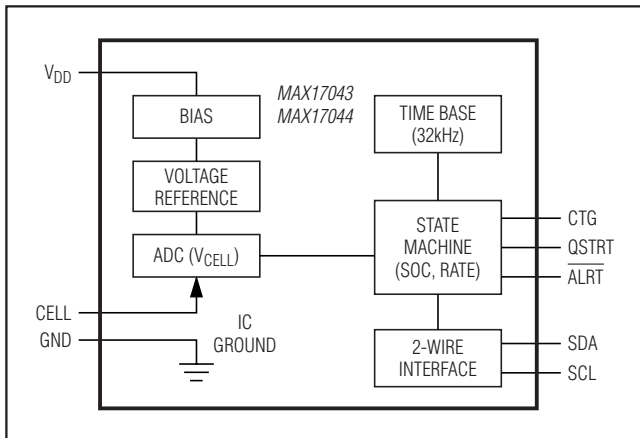 V_DD
MAX17043
MAX17044
BIAS
TIME BASE
(32kHz)
VOLTAGE
REFERENCE
ADC (V_CELL)
STATE
MACHINE
(SOC, RATE)
CTG
QSTRT
A̅L̅R̅T̅
CELL
GND
IC
GROUND
2-WIRE
INTERFACE
SDA
SCL